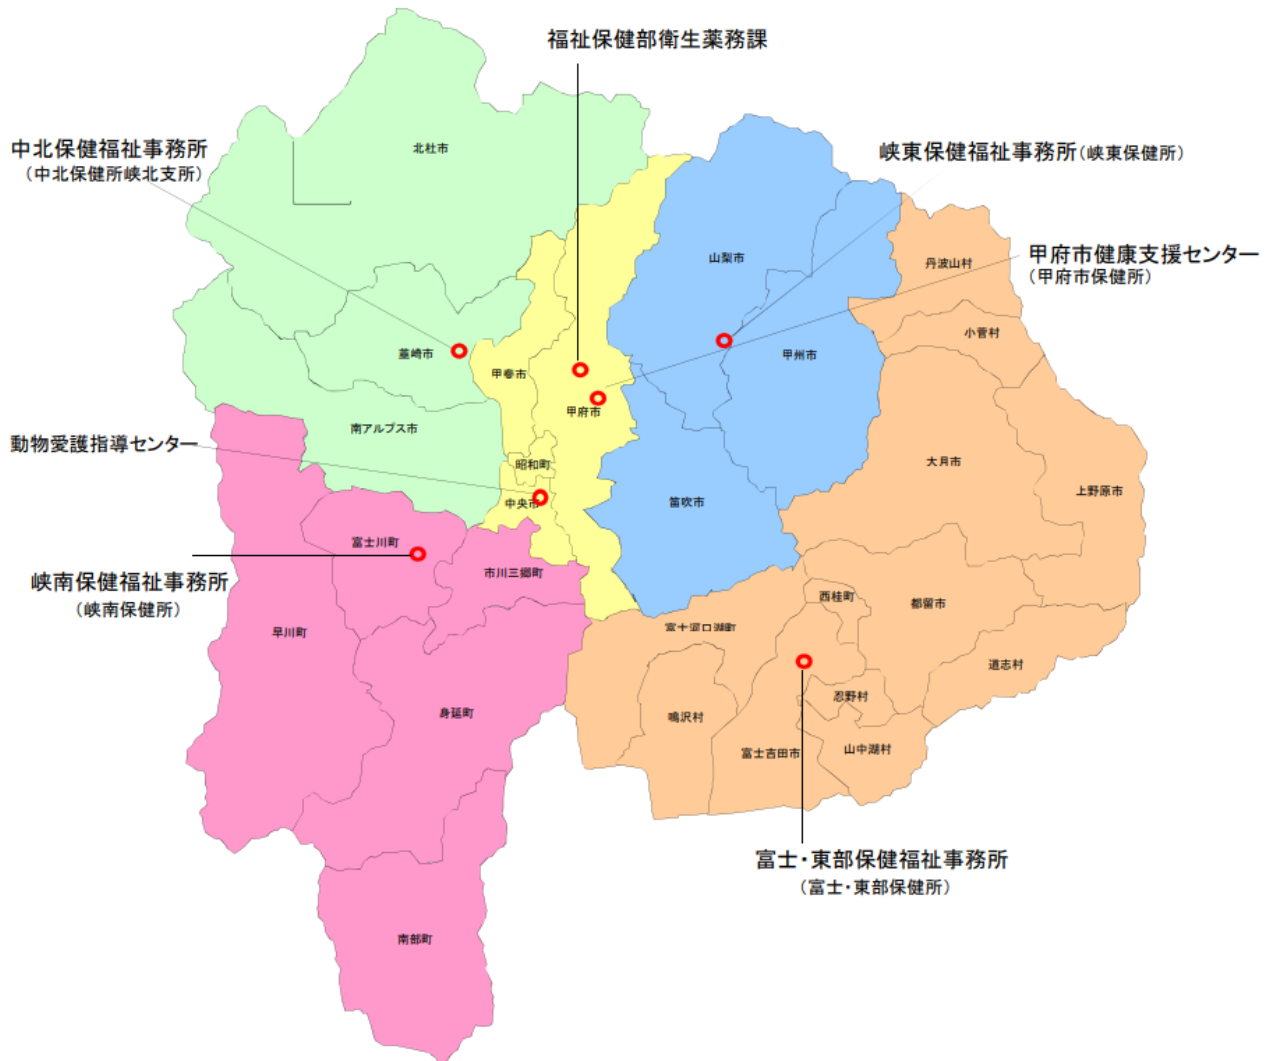 福祉保健部衛生薬務課
中北保健福祉事務所
（中北保健所峡北支所）
北杜市
峡東保健福祉事務所（峡東保健所）
甲府市健康支援センター
（甲府市保健所）
山梨市
丹波山村
小菅村
韮崎市
甲斐市
甲州市
甲府市
南アルプス市
動物愛護指導センター
昭和町
大月市
上野原市
中央市
笛吹市
富士川町
峡南保健福祉事務所
（峡南保健所）
市川三郷町
西桂町
都留市
早川町
富士河口湖町
道志村
忍野村
身延町
鳴沢村
富士吉田市
山中湖村
富士・東部保健福祉事務所
（富士・東部保健所）
南部町